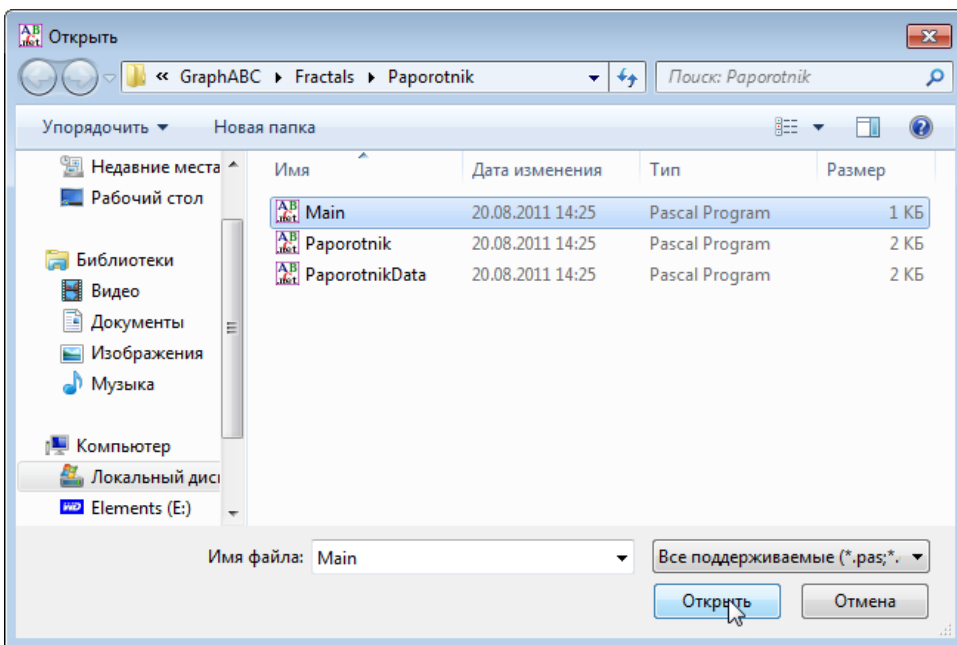 Открыть
« GraphABC Fractals Paporotnik Поиск: Paporotnik
Упорядочить Новая папка
Недавние места
Рабочий стол
Библиотеки
Видео
Документы
Изображения
Музыка
Компьютер
Локальный дис
Elements (E:)
Имя Дата изменения Тип Размер
Main 20.08.2011 14:25 Pascal Program 1 КБ
Paporotnik 20.08.2011 14:25 Pascal Program 2 КБ
PaporotnikData 20.08.2011 14:25 Pascal Program 2 КБ
Имя файла: Main Все поддерживаемые (*.pas;*.
Открыть Отмена